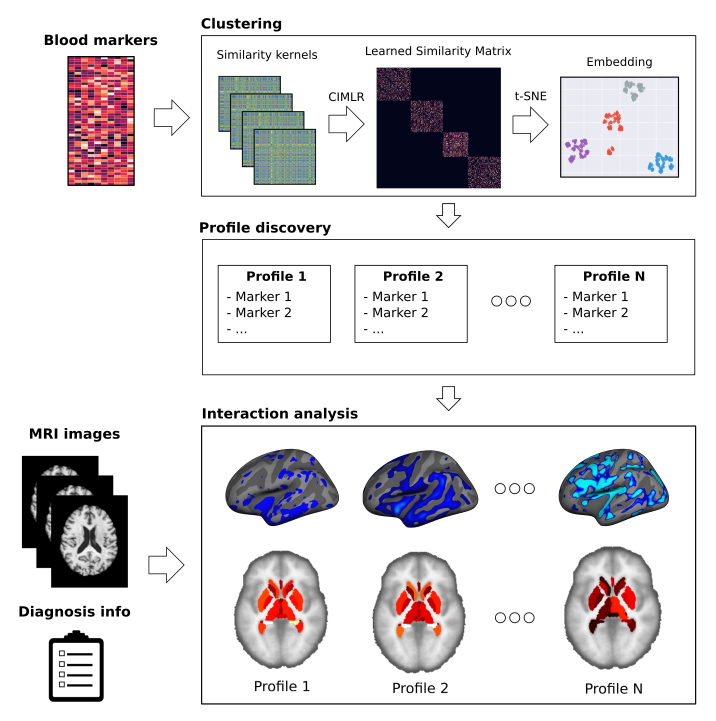 Clustering
Blood markers
Similarity kernels
Learned Similarity Matrix
Embedding
CIMLR
t-SNE
Profile discovery
Profile 1
- Marker 1
- Marker 2
- ...
Profile 2
- Marker 1
- Marker 2
- ...
Profile N
- Marker 1
- Marker 2
- ...
Interaction analysis
MRI images
Diagnosis info
Profile 1
Profile 2
Profile N